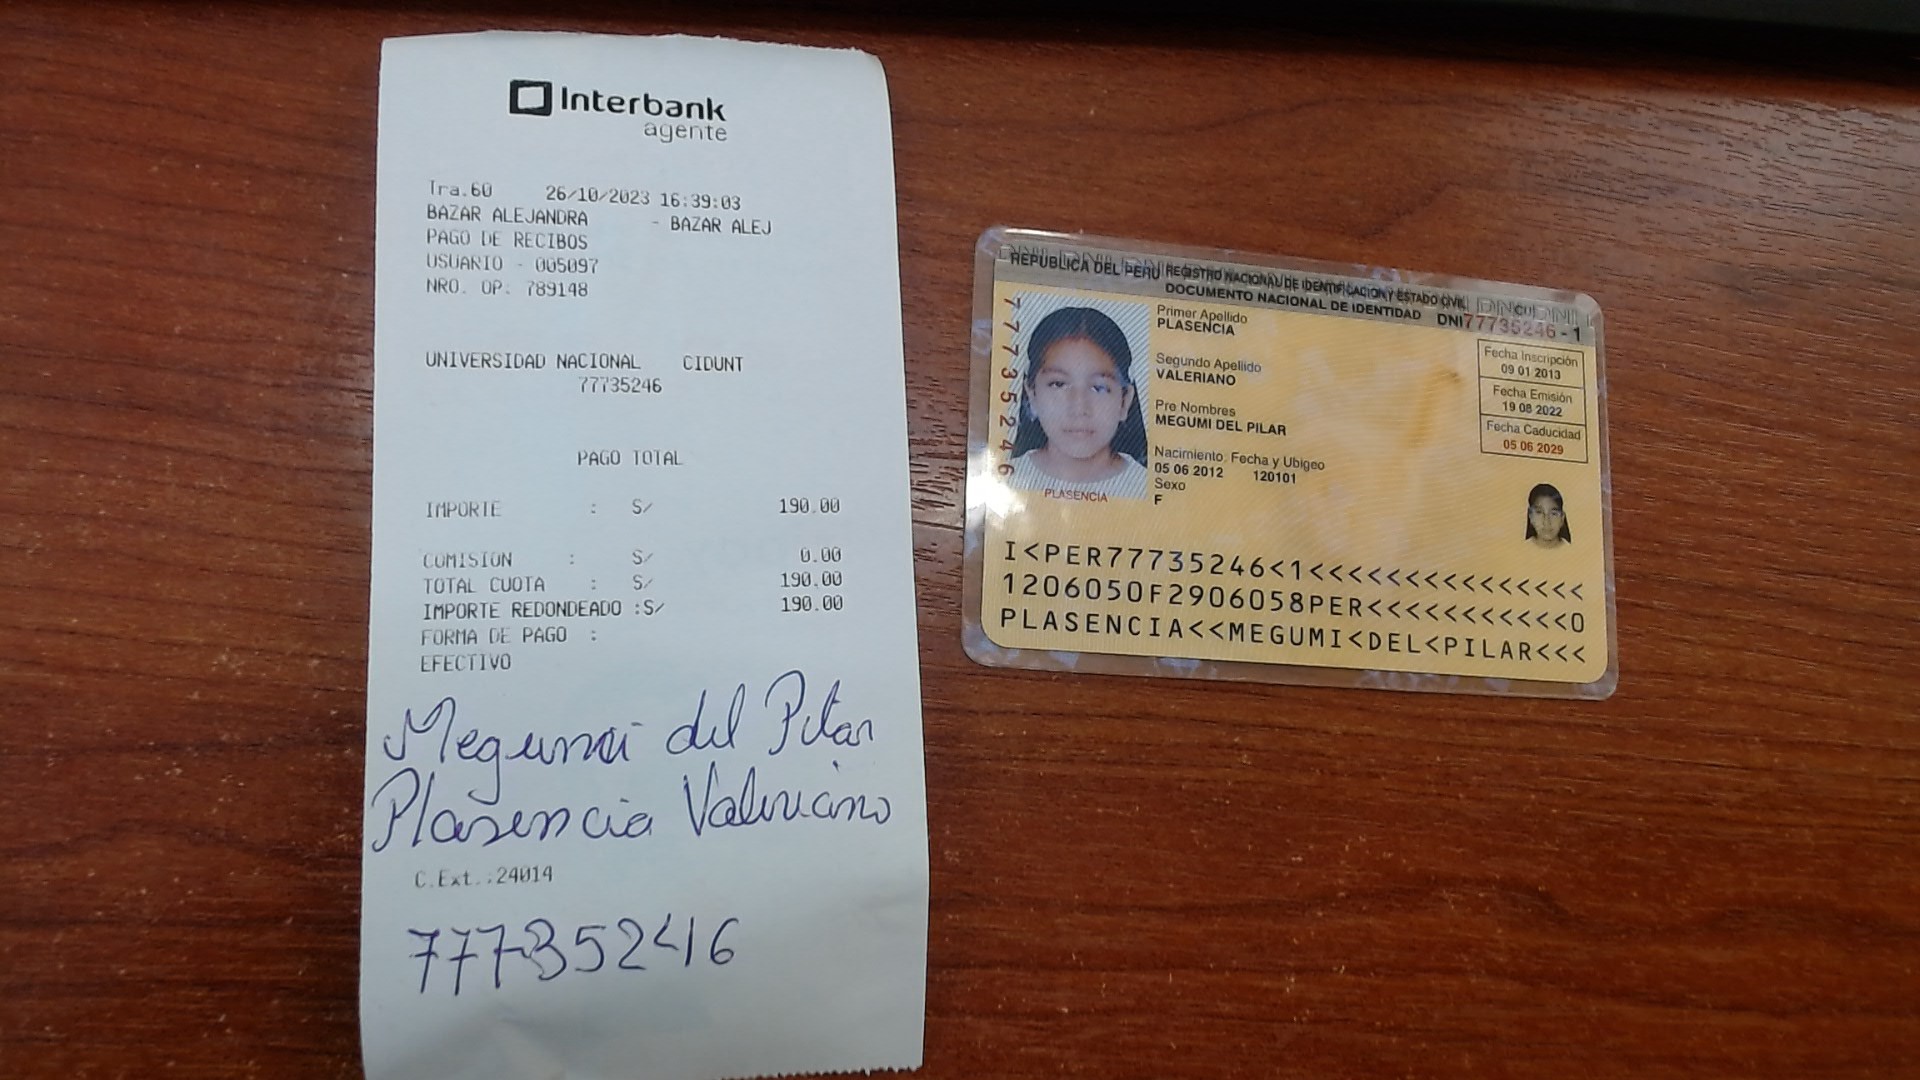 Interbank
agente
Tra.60 26/10/2023 16:39:03
BAZAR ALEJANDRA - BAZAR ALEJ
PAGO DE RECIBOS
USUARIO - 005097
NRO. OP: 789148
UNIVERSIDAD NACIONAL CIDUNT
77735246
PAGO TOTAL
IMPORTE : S/ 190.00
COMISION : S/ 0.00
TOTAL CUOTA : S/ 190.00
IMPORTE REDONDEADO :S/ 190.00
FORMA DE PAGO :
EFECTIVO
Megumi del Pilar
Plasencia Valeriano
C.Ext.:24014
77735246
REPUBLICA DEL PERU REGISTRO NACIONAL DE IDENTIFICACION Y ESTADO CIVIL
DOCUMENTO NACIONAL DE IDENTIDAD DNI 77735246 - 1
CUI
77735246
PLASENCIA
Primer Apellido
PLASENCIA
Segundo Apellido
VALERIANO
Pre Nombres
MEGUMI DEL PILAR
Nacimiento: Fecha y Ubigeo
05 06 2012 120101
Sexo
F
Fecha Inscripción
09 01 2013
Fecha Emisión
19 08 2022
Fecha Caducidad
05 06 2029
I<PER77735246<1<<<<<<<<<<<<<<<
1206050F2906058PER<<<<<<<<<<<0
PLASENCIA<<MEGUMI<DEL<PILAR<<<